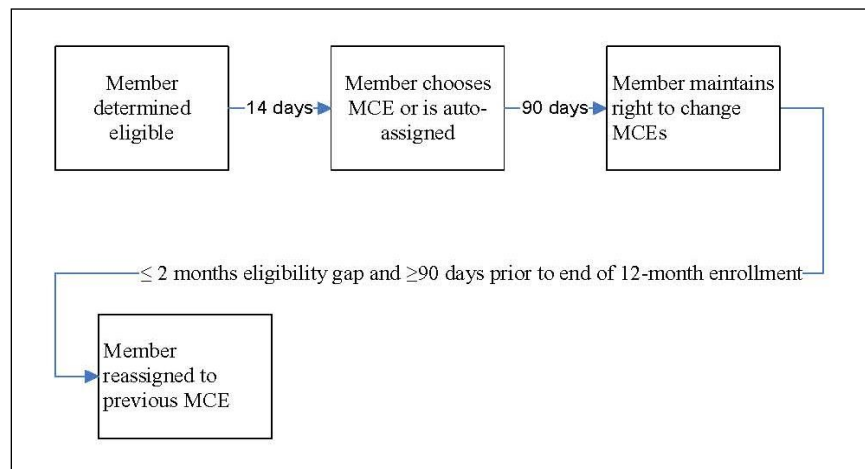 Member
determined
eligible
14 days
Member chooses
MCE or is auto-
assigned
90 days
Member maintains
right to change
MCEs
≤ 2 months eligibility gap and ≥90 days prior to end of 12-month enrollment
Member
reassigned to
previous MCE